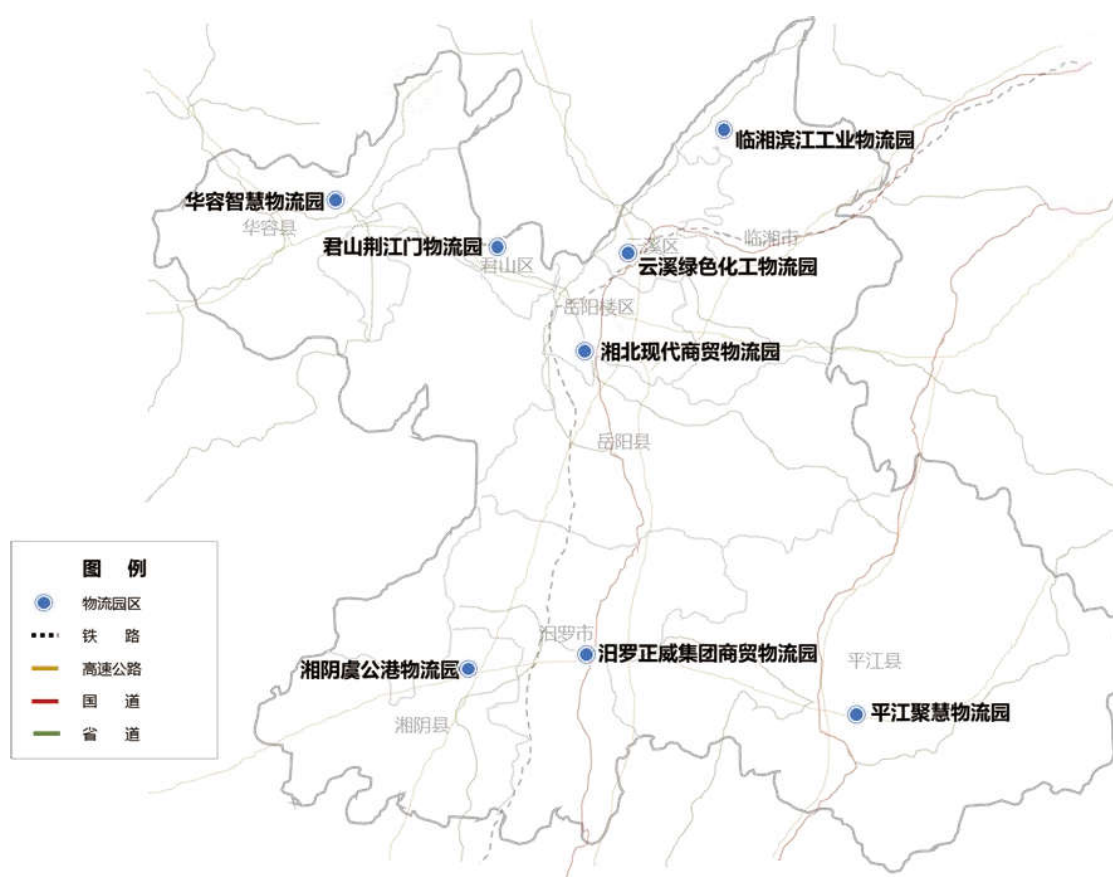 临湘滨江工业物流园
华容智慧物流园
华容县
君山荆江门物流园
君山区
云溪区
临湘市
云溪绿色化工物流园
岳阳楼区
湘北现代商贸物流园
岳阳县
图 例
物流园区
铁 路
高速公路
国 道
省 道
汨罗市
汨罗正威集团商贸物流园
湘阴虞公港物流园
平江县
湘阴县
平江聚慧物流园